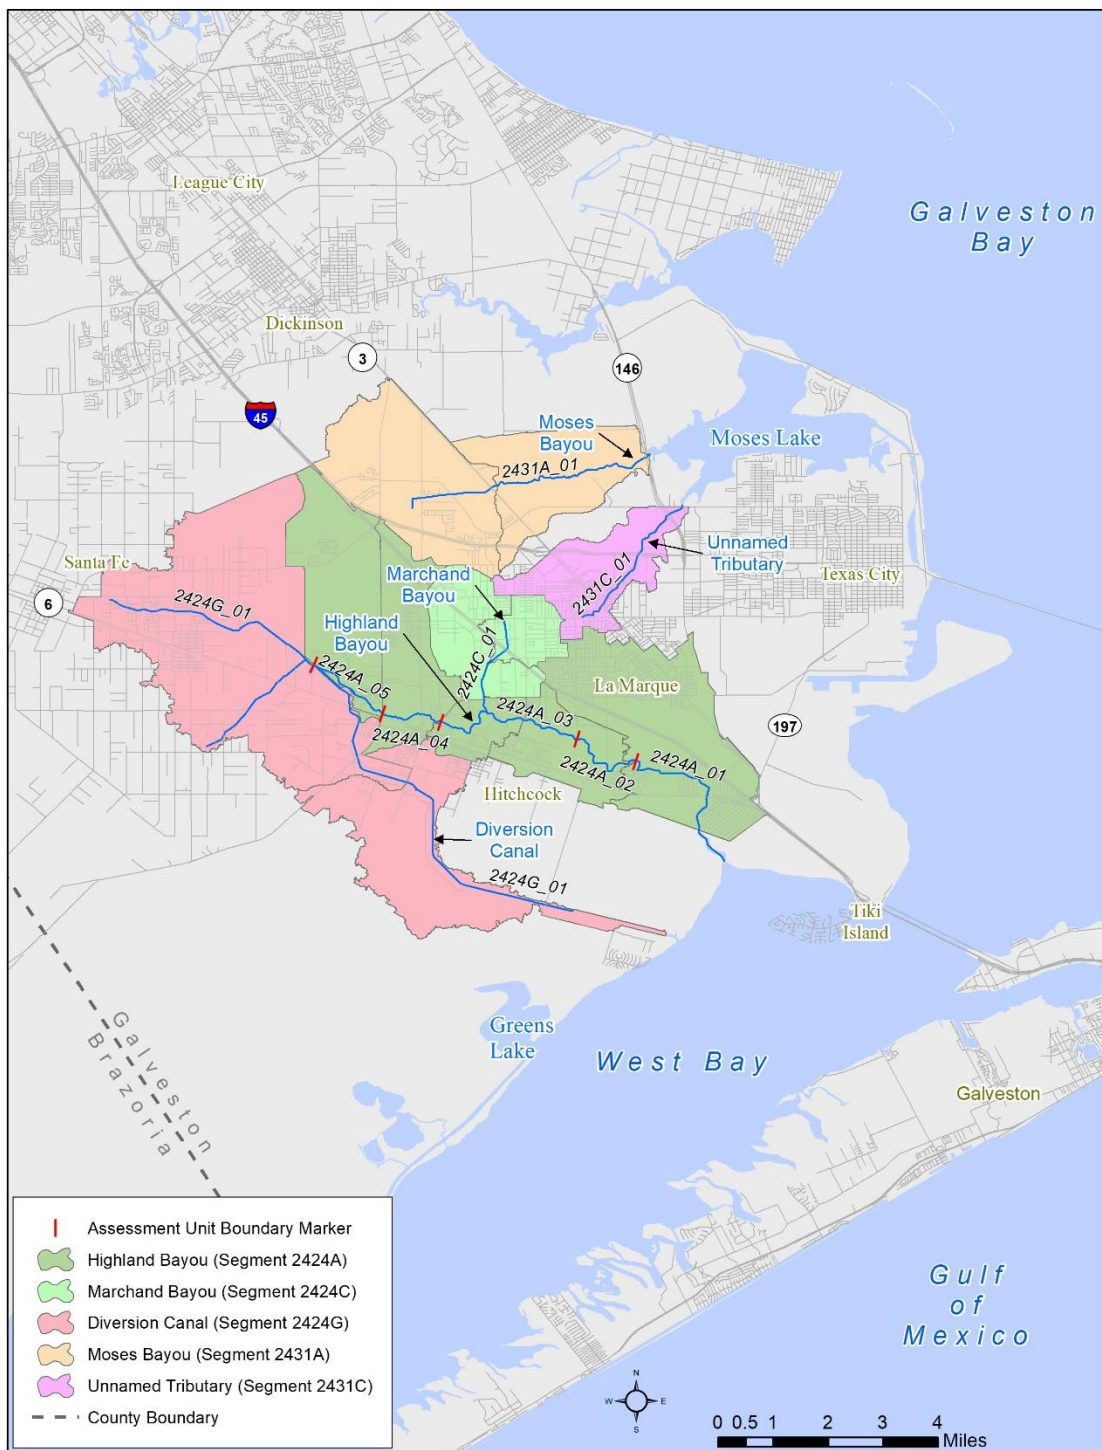 League City
Galveston
Bay
Dickinson
3
146
45
Moses
Bayou
Moses Lake
2431A_01
Santa Fe
6
2424G_01
Marchand
Bayou
Unnamed
Tributary
2431C_01
Texas City
Highland
Bayou
2424C_01
2424A_05
La Marque
2424A_03
197
2424A_04
2424A_01
2424A_02
Hitchcock
Diversion
Canal
2424G_01
Tiki
Island
Greens
Lake
West Bay
Galveston
Galveston
Brazoria
Gulf
of
Mexico
Assessment Unit Boundary Marker
Highland Bayou (Segment 2424A)
Marchand Bayou (Segment 2424C)
Diversion Canal (Segment 2424G)
Moses Bayou (Segment 2431A)
Unnamed Tributary (Segment 2431C)
County Boundary
N
W E
S
0 0.5 1 2 3 4
Miles